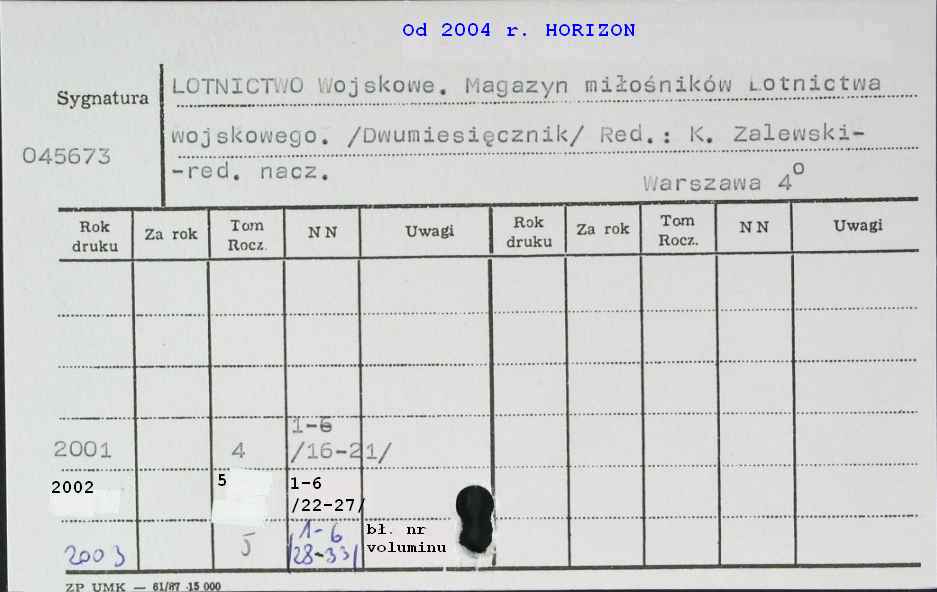 Od 2004 r. HORIZON
Sygnatura
045673
LOTNICTWO Wojskowe. Magazyn miłośników Lotnictwa
wojskowego. /Dwumiesięcznik/ Red.: K. Zalewski-
-red. nacz.
Warszawa 4º
Rok druku Za rok Tom Rocz. NN Uwagi Rok druku Za rok Tom Rocz. NN Uwagi
2001 4 1-6 /16-21/
2002 5 1-6 /22-27/
2003 5 1-6 /28-33/ bł. nr voluminu
ZP UMK — 61/87 ·15 000